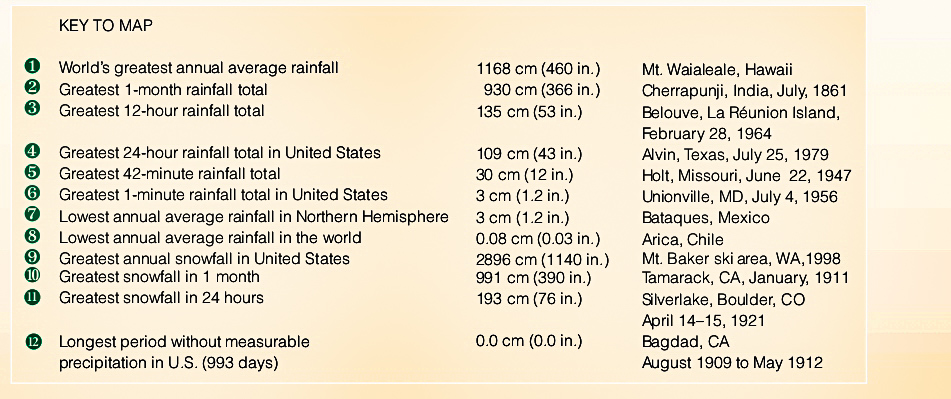 KEY TO MAP
1 World's greatest annual average rainfall 1168 cm (460 in.) Mt. Waialeale, Hawaii
2 Greatest 1-month rainfall total 930 cm (366 in.) Cherrapunji, India, July, 1861
3 Greatest 12-hour rainfall total 135 cm (53 in.) Belouve, La Réunion Island,
February 28, 1964
4 Greatest 24-hour rainfall total in United States 109 cm (43 in.) Alvin, Texas, July 25, 1979
5 Greatest 42-minute rainfall total 30 cm (12 in.) Holt, Missouri, June 22, 1947
6 Greatest 1-minute rainfall total in United States 3 cm (1.2 in.) Unionville, MD, July 4, 1956
7 Lowest annual average rainfall in Northern Hemisphere 3 cm (1.2 in.) Bataques, Mexico
8 Lowest annual average rainfall in the world 0.08 cm (0.03 in.) Arica, Chile
9 Greatest annual snowfall in United States 2896 cm (1140 in.) Mt. Baker ski area, WA,1998
10 Greatest snowfall in 1 month 991 cm (390 in.) Tamarack, CA, January, 1911
11 Greatest snowfall in 24 hours 193 cm (76 in.) Silverlake, Boulder, CO
April 14–15, 1921
12 Longest period without measurable 0.0 cm (0.0 in.) Bagdad, CA
precipitation in U.S. (993 days) August 1909 to May 1912